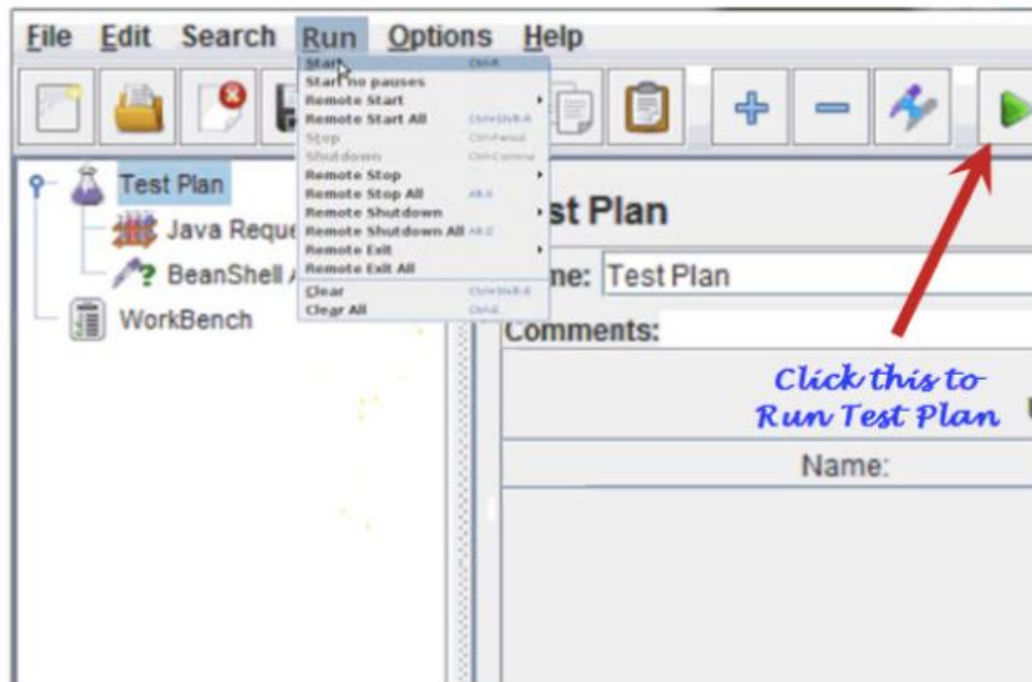 File Edit Search Run Options Help
Start Ctrl-R
Start no pauses
Remote Start
Remote Start All
Stop
Shutdown
Remote Stop
Remote Stop All
Remote Shutdown
Remote Shutdown All
Remote Exit
Remote Exit All
Clear
Clear All
Test Plan
Java Reque
BeanShell
WorkBench
st Plan
me: Test Plan
Comments:
Click this to
Run Test Plan
Name: